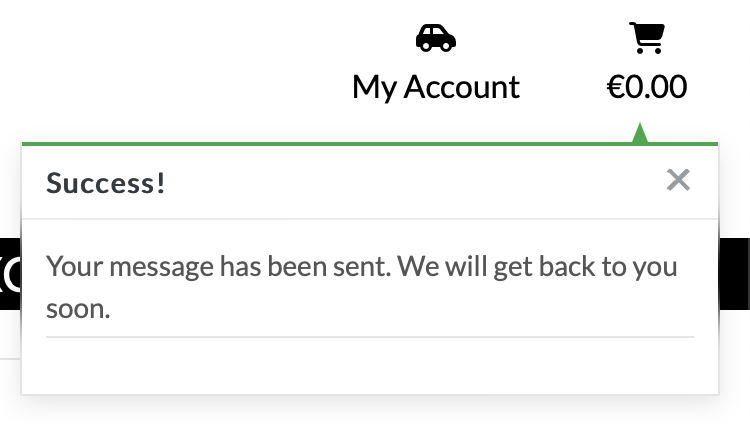 My Account €0.00
Success!
Your message has been sent. We will get back to you
soon.